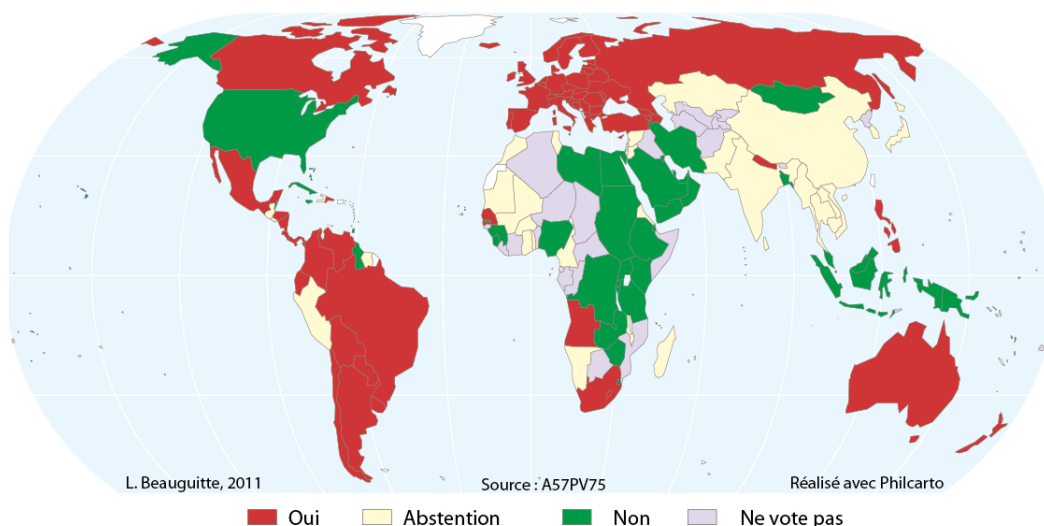 L. Beauguitte, 2011 Source : A57PV75 Réalisé avec Philcarto
Oui Abstention Non Ne vote pas